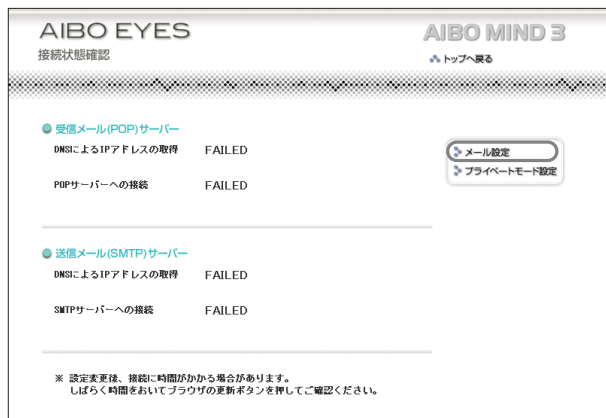 AIBO EYES
AIBO MIND 3
接続状態確認
トップへ戻る
受信メール(POP)サーバー
DNSによるIPアドレスの取得 FAILED
POPサーバーへの接続 FAILED
メール設定
プライベートモード設定
送信メール(SMTP)サーバー
DNSによるIPアドレスの取得 FAILED
SMTPサーバーへの接続 FAILED
※ 設定変更後、接続に時間がかかる場合があります。
しばらく時間をおいてブラウザの更新ボタンを押してご確認ください。